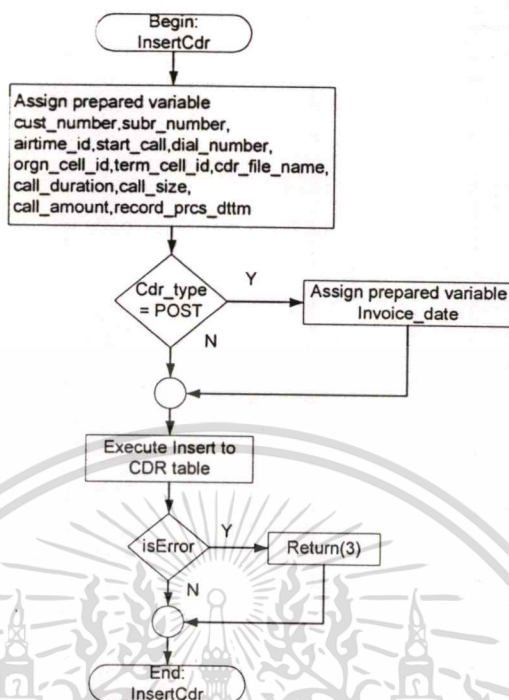 Begin:
InsertCdr
Assign prepared variable
cust_number,subr_number,
airtime_id,start_call,dial_number,
orgn_cell_id,term_cell_id,cdr_file_name,
call_duration,call_size,
call_amount,record_prcs_dttm
Cdr_type
= POST
Y
Assign prepared variable
Invoice_date
N
Execute Insert to
CDR table
isError
Y
Return(3)
N
End:
InsertCdr